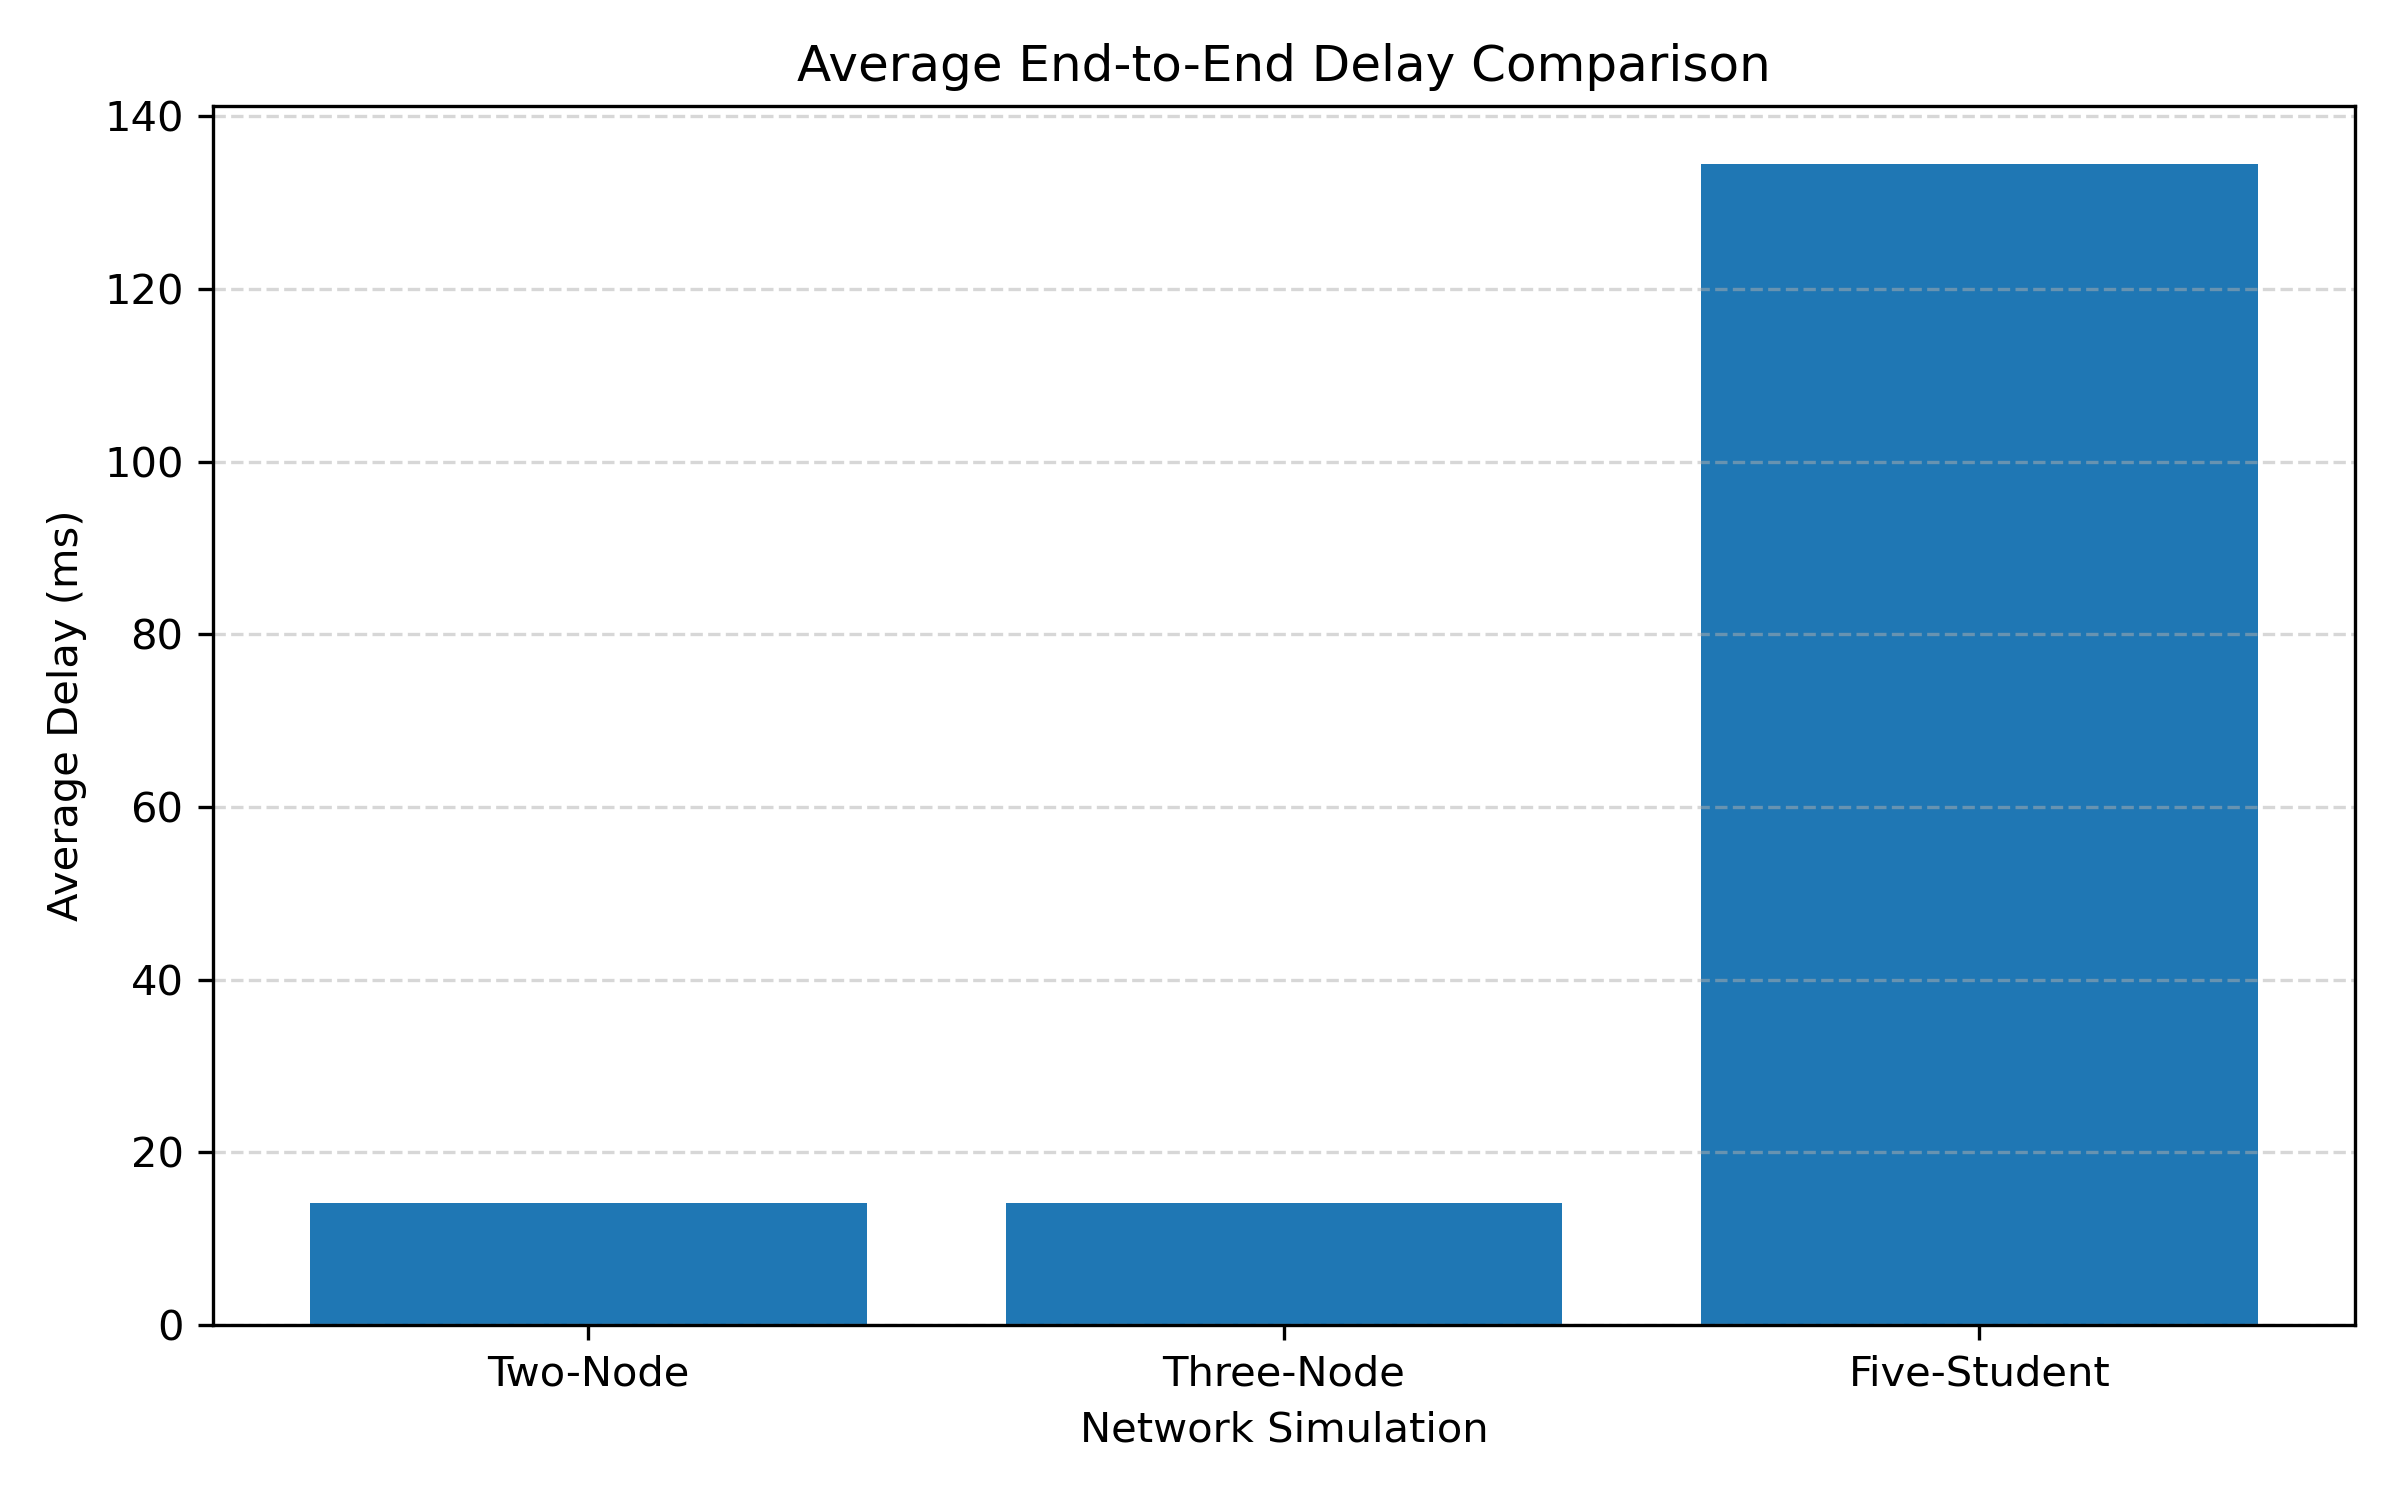 Average End-to-End Delay Comparison
140
120
100
80
60
40
20
0
Average Delay (ms)
Two-Node
Three-Node
Five-Student
Network Simulation